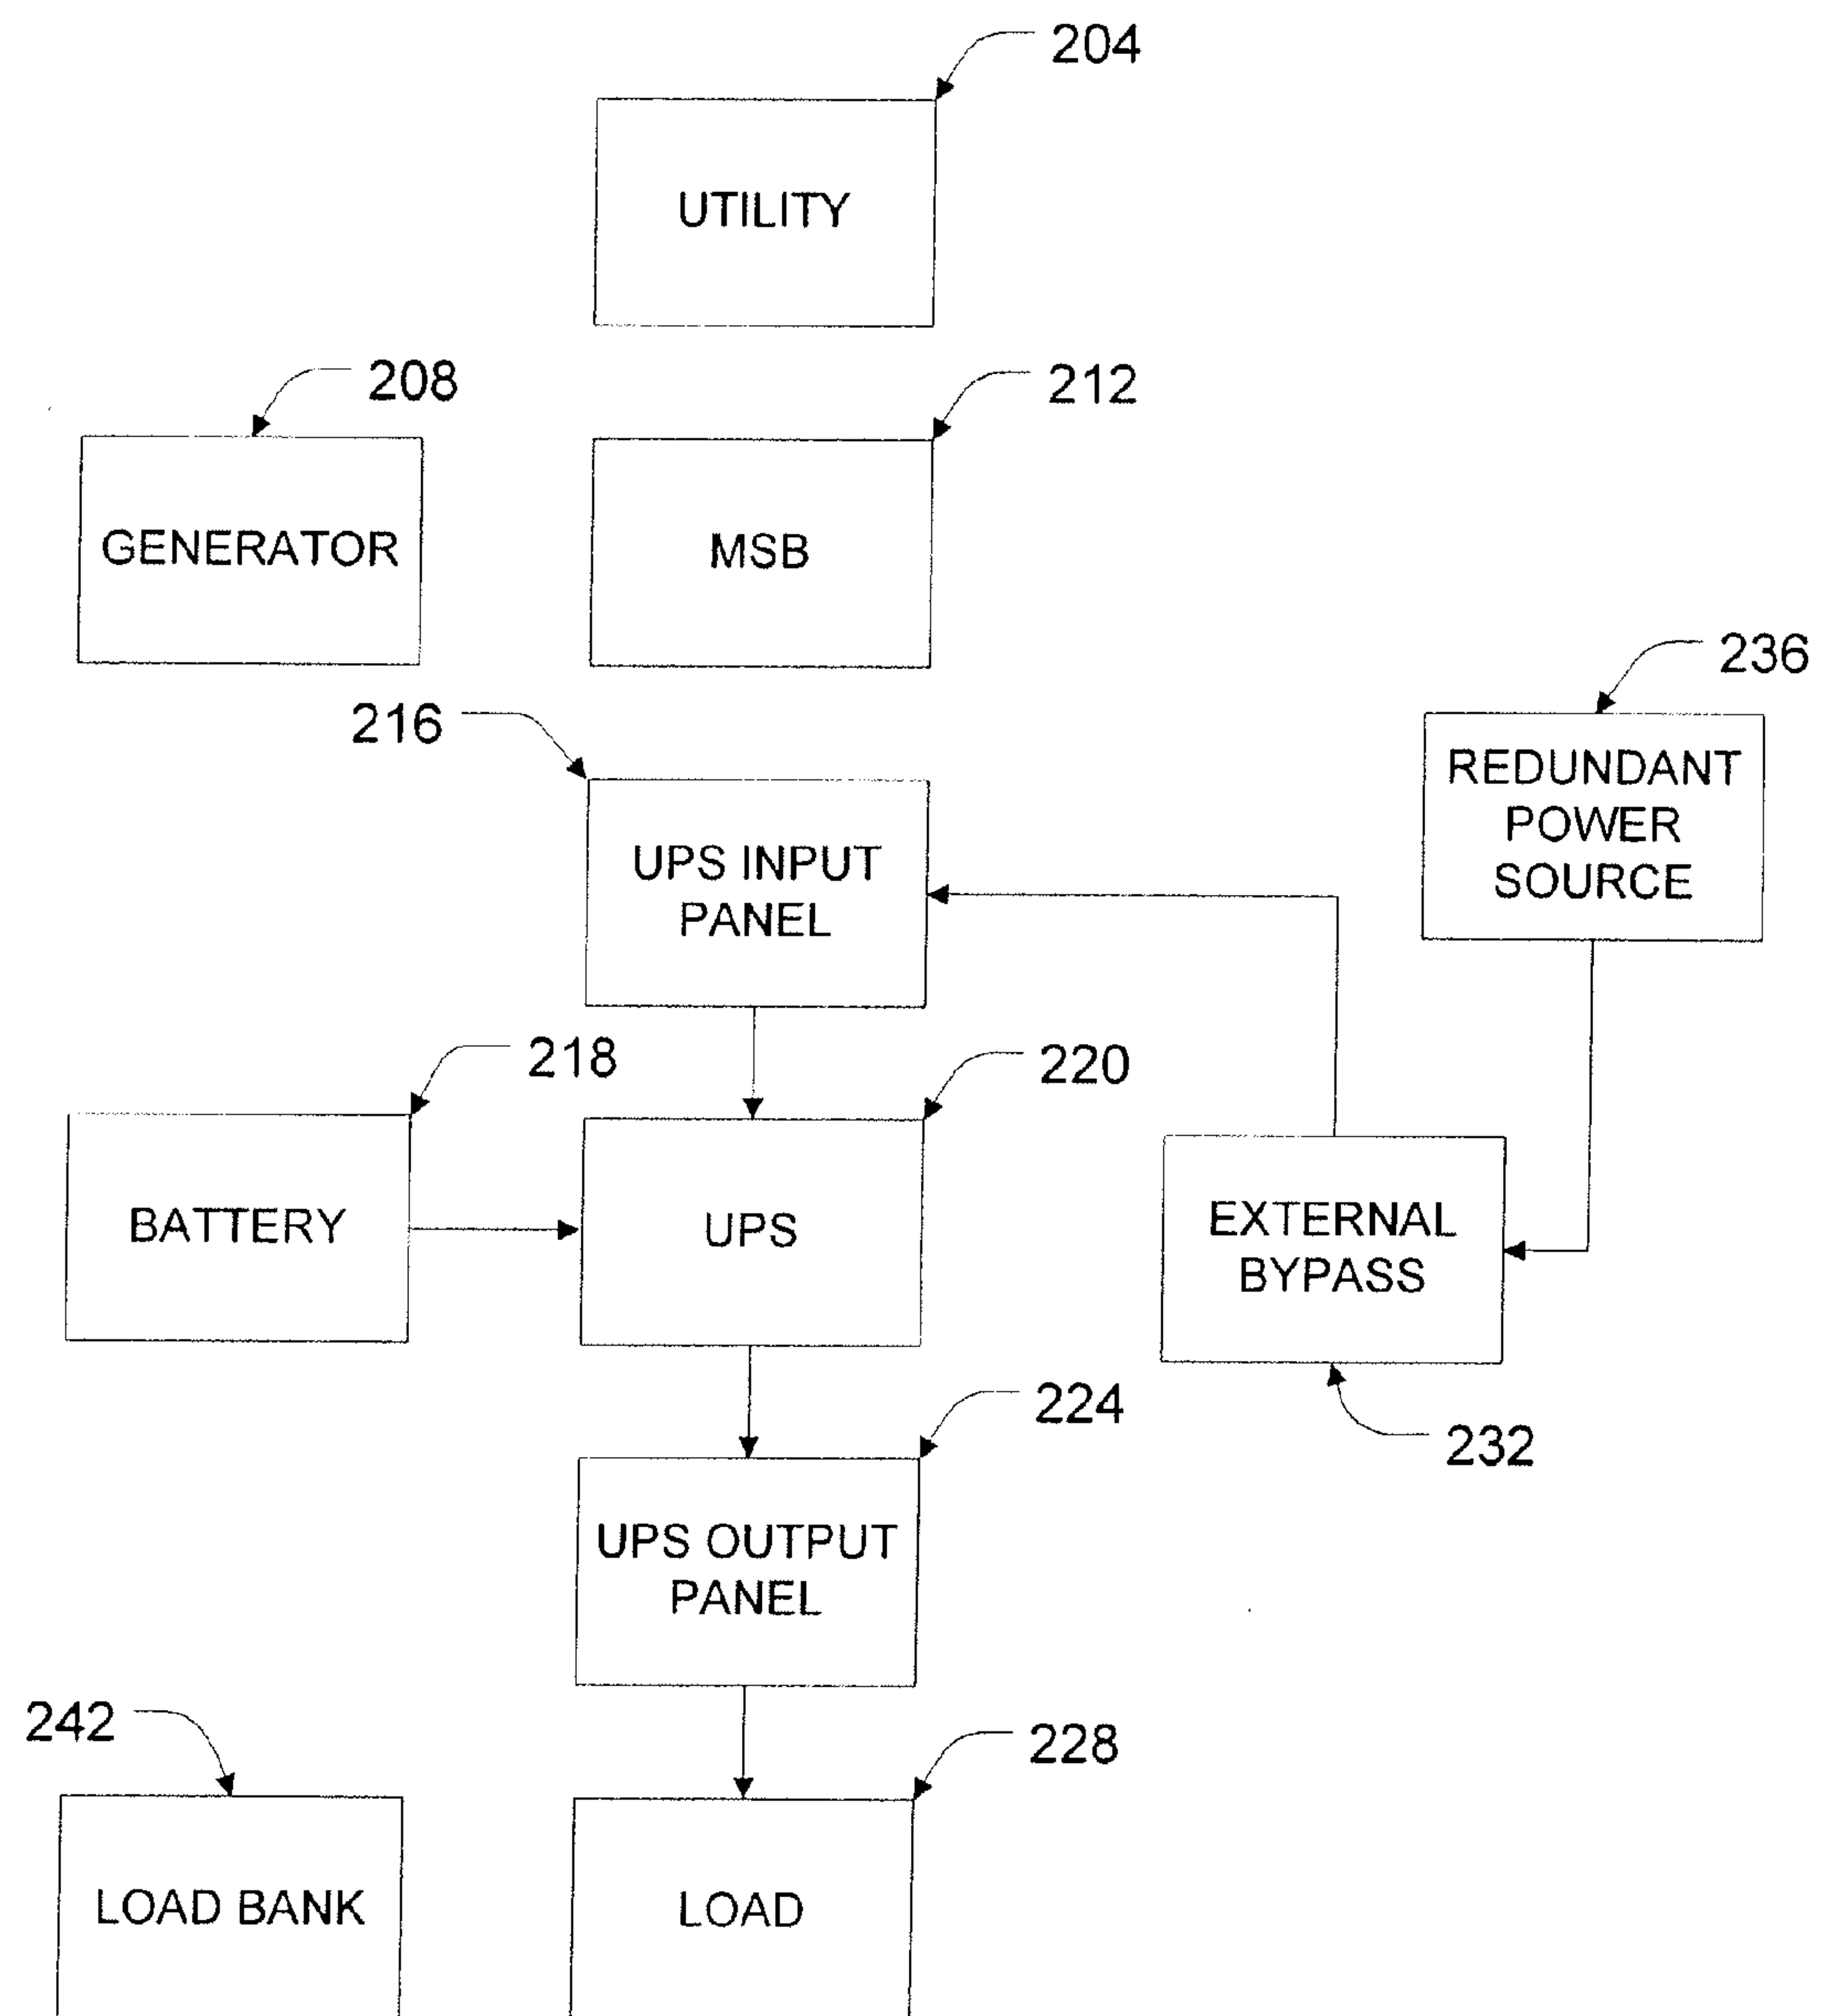 204
UTILITY
208
212
GENERATOR
MSB
236
216
REDUNDANT
POWER
SOURCE
UPS INPUT
PANEL
218
220
BATTERY
UPS
EXTERNAL
BYPASS
224
232
UPS OUTPUT
PANEL
242
228
LOAD BANK
LOAD